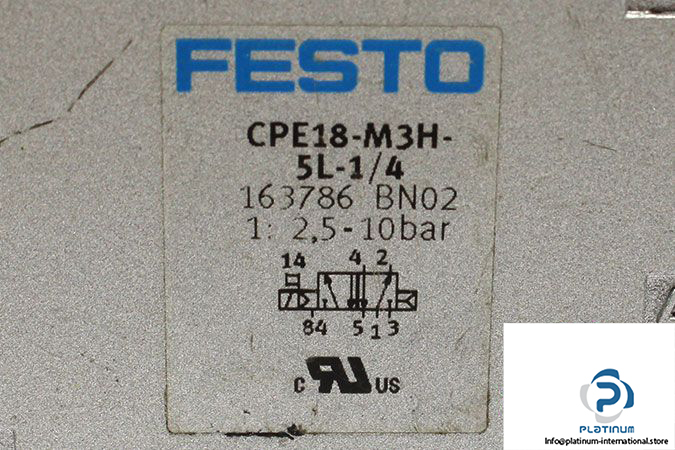 FESTO
CPE18-M3H-
5L-1/4
163786 BN02
1: 2,5-10bar
14 4 2
84 5 1 3
c RU US
PLATINUM
Info@platinum-international.store